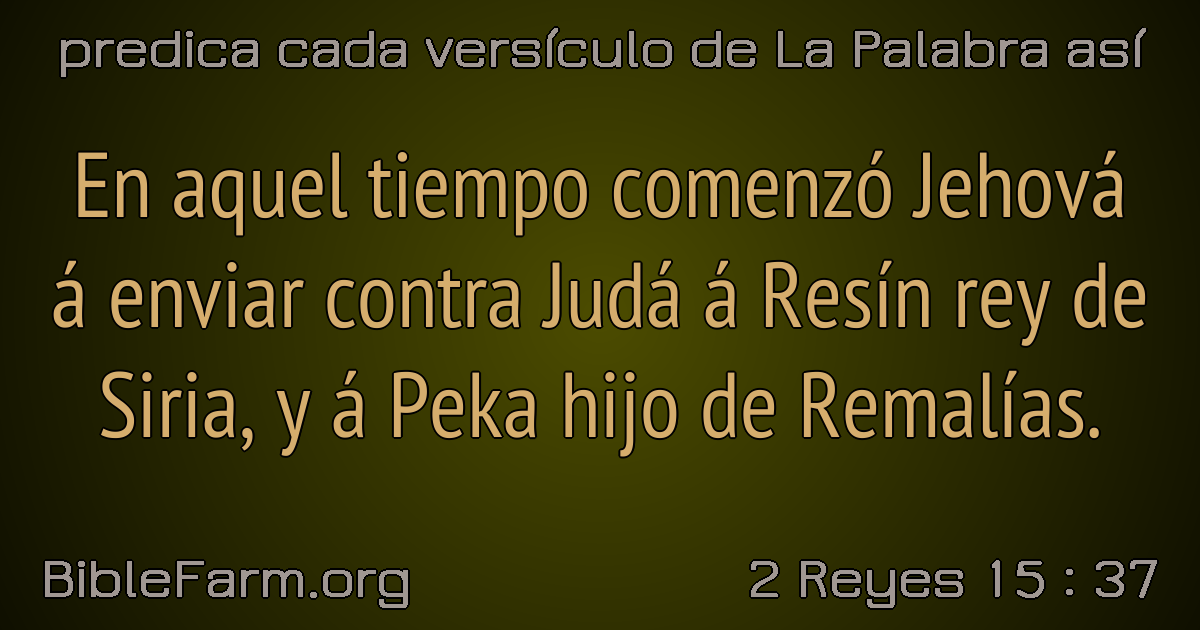 predica cada versículo de La Palabra así
En aquel tiempo comenzó Jehová
á enviar contra Judá á Resín rey de
Siria, y á Peka hijo de Remalías.
BibleFarm.org
2 Reyes 15 : 37